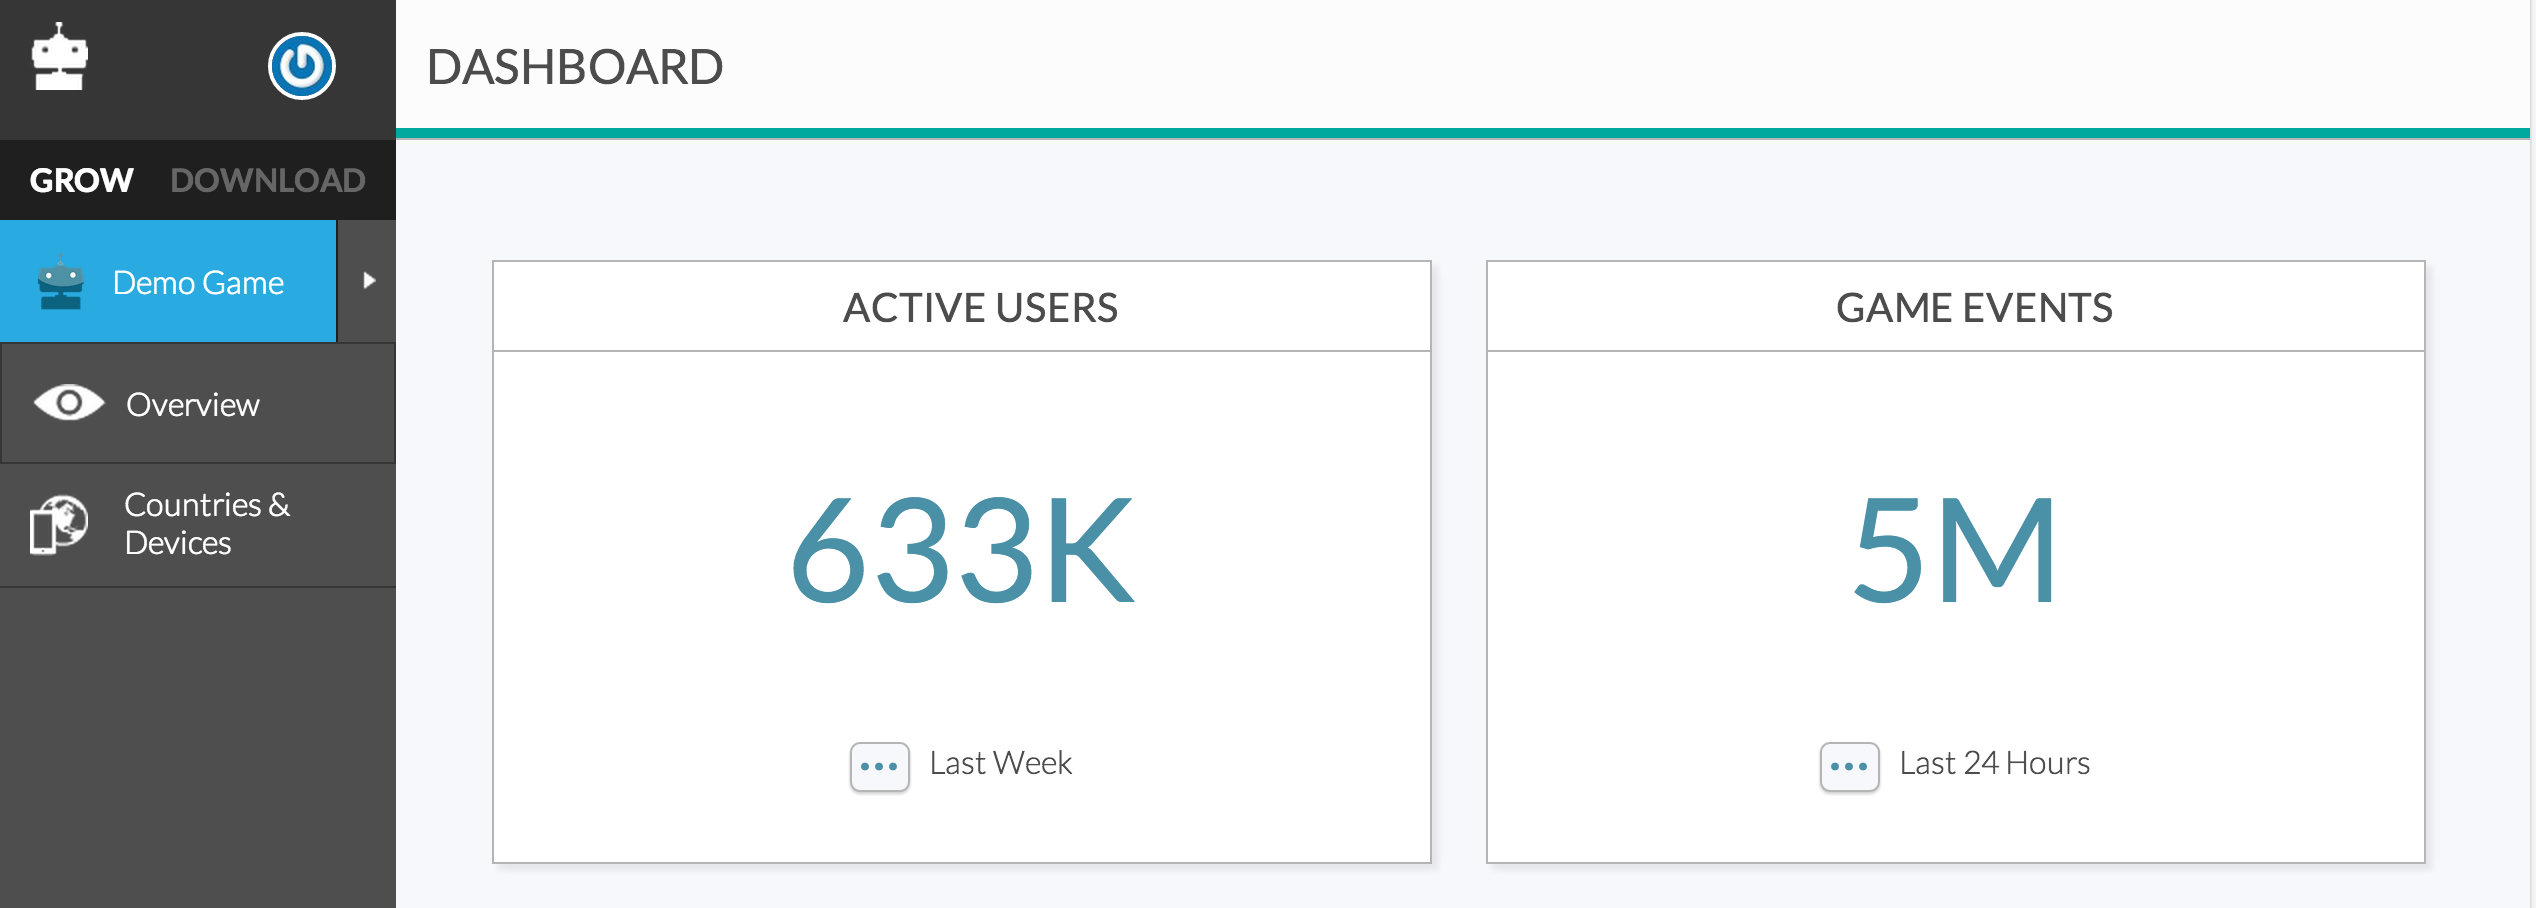 DASHBOARD
GROW DOWNLOAD
Demo Game
Overview
Countries &
Devices
ACTIVE USERS
633K
Last Week
GAME EVENTS
5M
Last 24 Hours